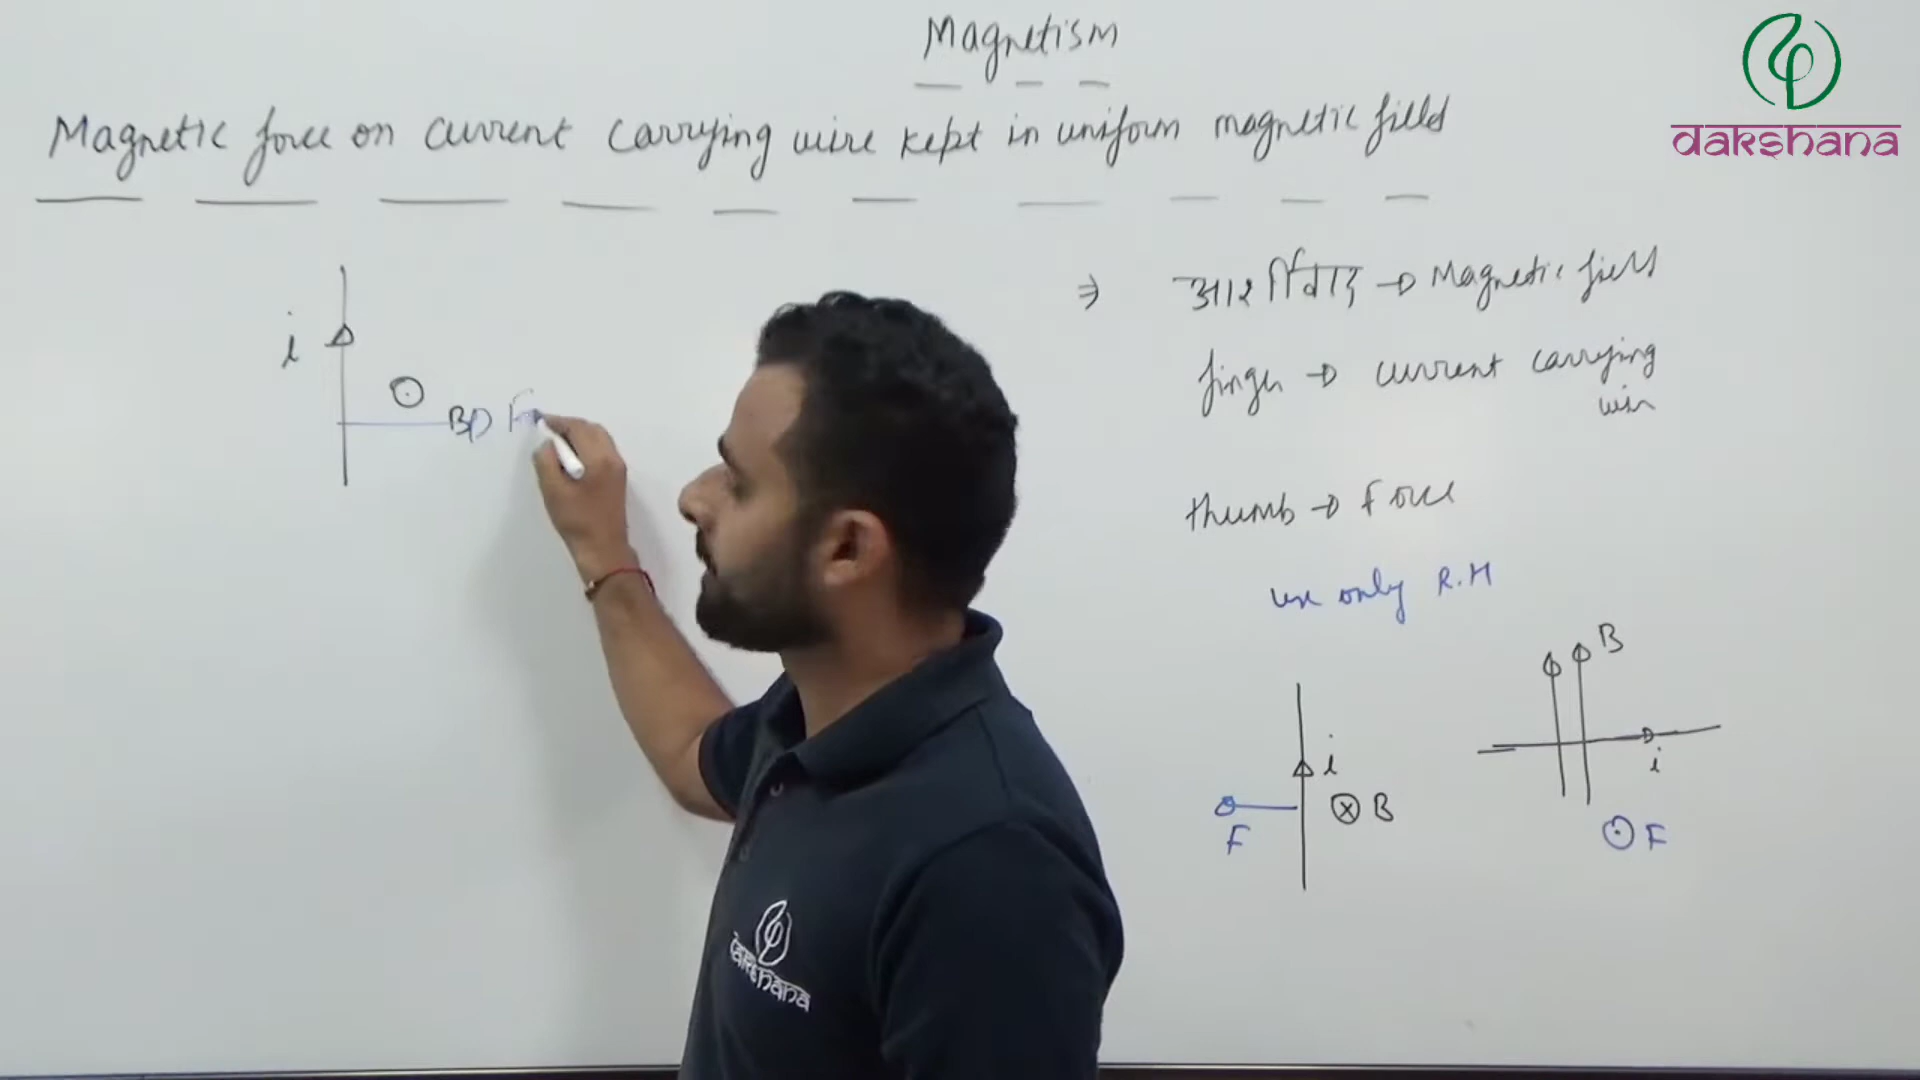 Magnetism
dakshana
Magnetic force on current carrying wire kept in uniform magnetic field
i
B F
⇒ आर निवाड़ → Magnetic field
finger → current carrying
wire
thumb → Force
use only R.H
i
F
⊗ B
B
i
⊙ F
dakshana